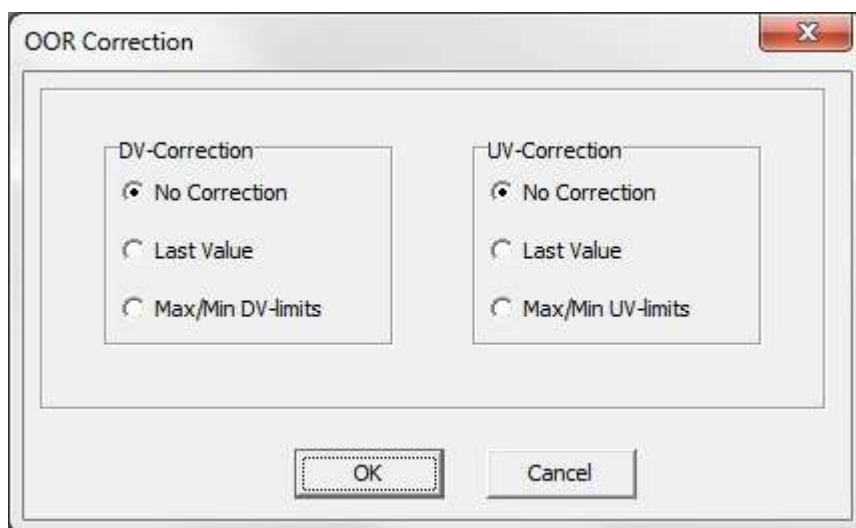 OOR Correction
DV-Correction
No Correction
Last Value
Max/Min DV-limits
UV-Correction
No Correction
Last Value
Max/Min UV-limits
OK
Cancel